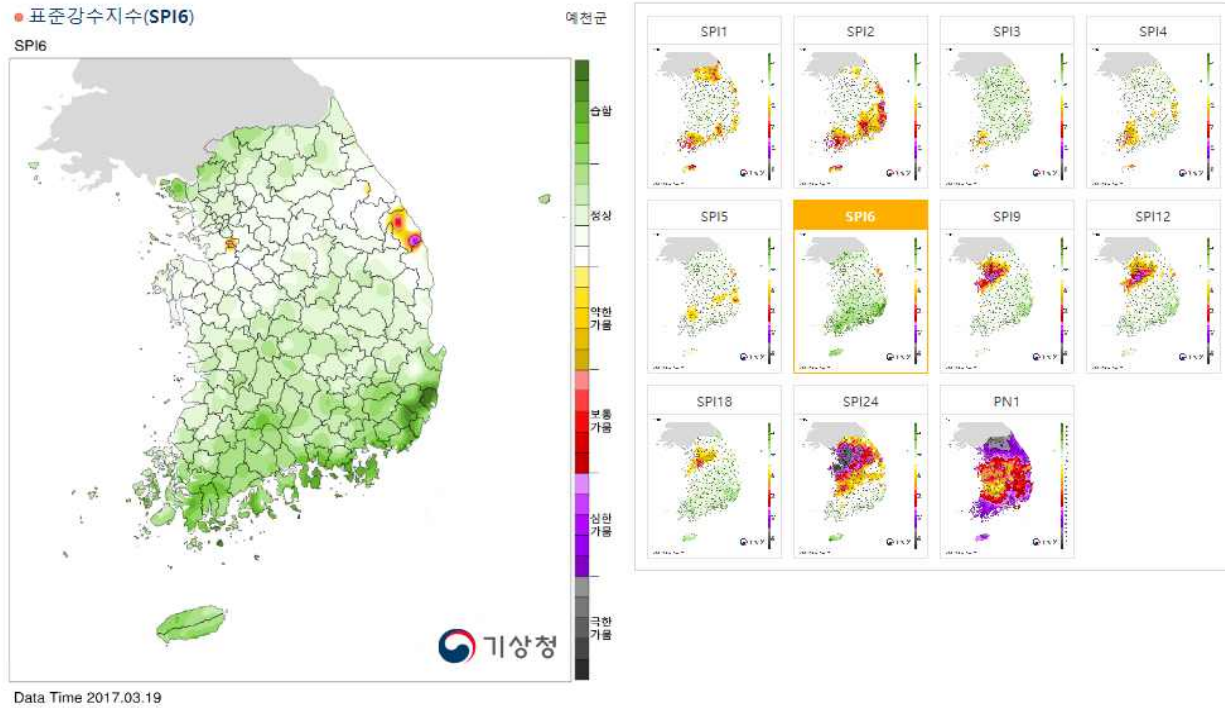 표준강수지수(SPI6)
예천군
SPI6
습함
정상
약한
가뭄
보통
가뭄
심한
가뭄
극한
가뭄
기상청
Data Time 2017.03.19
SPI1
SPI2
SPI3
SPI4
SPI5
SPI6
SPI9
SPI12
SPI18
SPI24
PN1